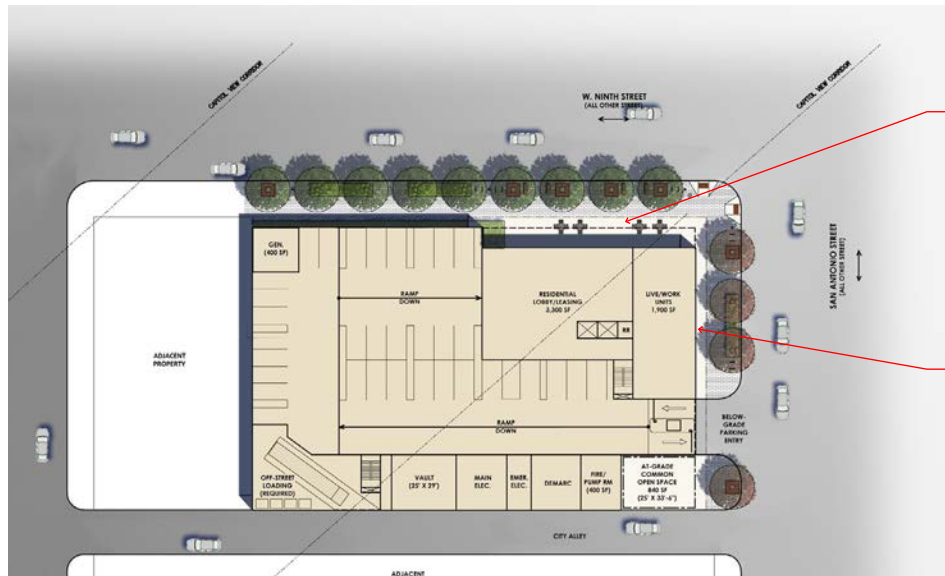 CAPITOL VIEW CORRIDOR
W. NINTH STREET
(ALL OTHER STREET)
CAPITOL VIEW CORRIDOR
SAN ANTONIO STREET
(ALL OTHER STREET)
GEN.
(400 SF)
RAMP
DOWN
RESIDENTIAL
LOBBY/LEASING
3,300 SF
LIVE/WORK
UNITS
1,900 SF
RR
ADJACENT
PROPERTY
RAMP
DOWN
BELOW-
GRADE
PARKING
ENTRY
OFF-STREET
LOADING
(REQUIRED)
VAULT
(25' X 29')
MAIN
ELEC.
EMER.
ELEC.
DEMARC
FIRE/
PUMP RM
(400 SF)
AT-GRADE
COMMON
OPEN SPACE
840 SF
(25' X 33'-6")
CITY ALLEY
ADJACENT